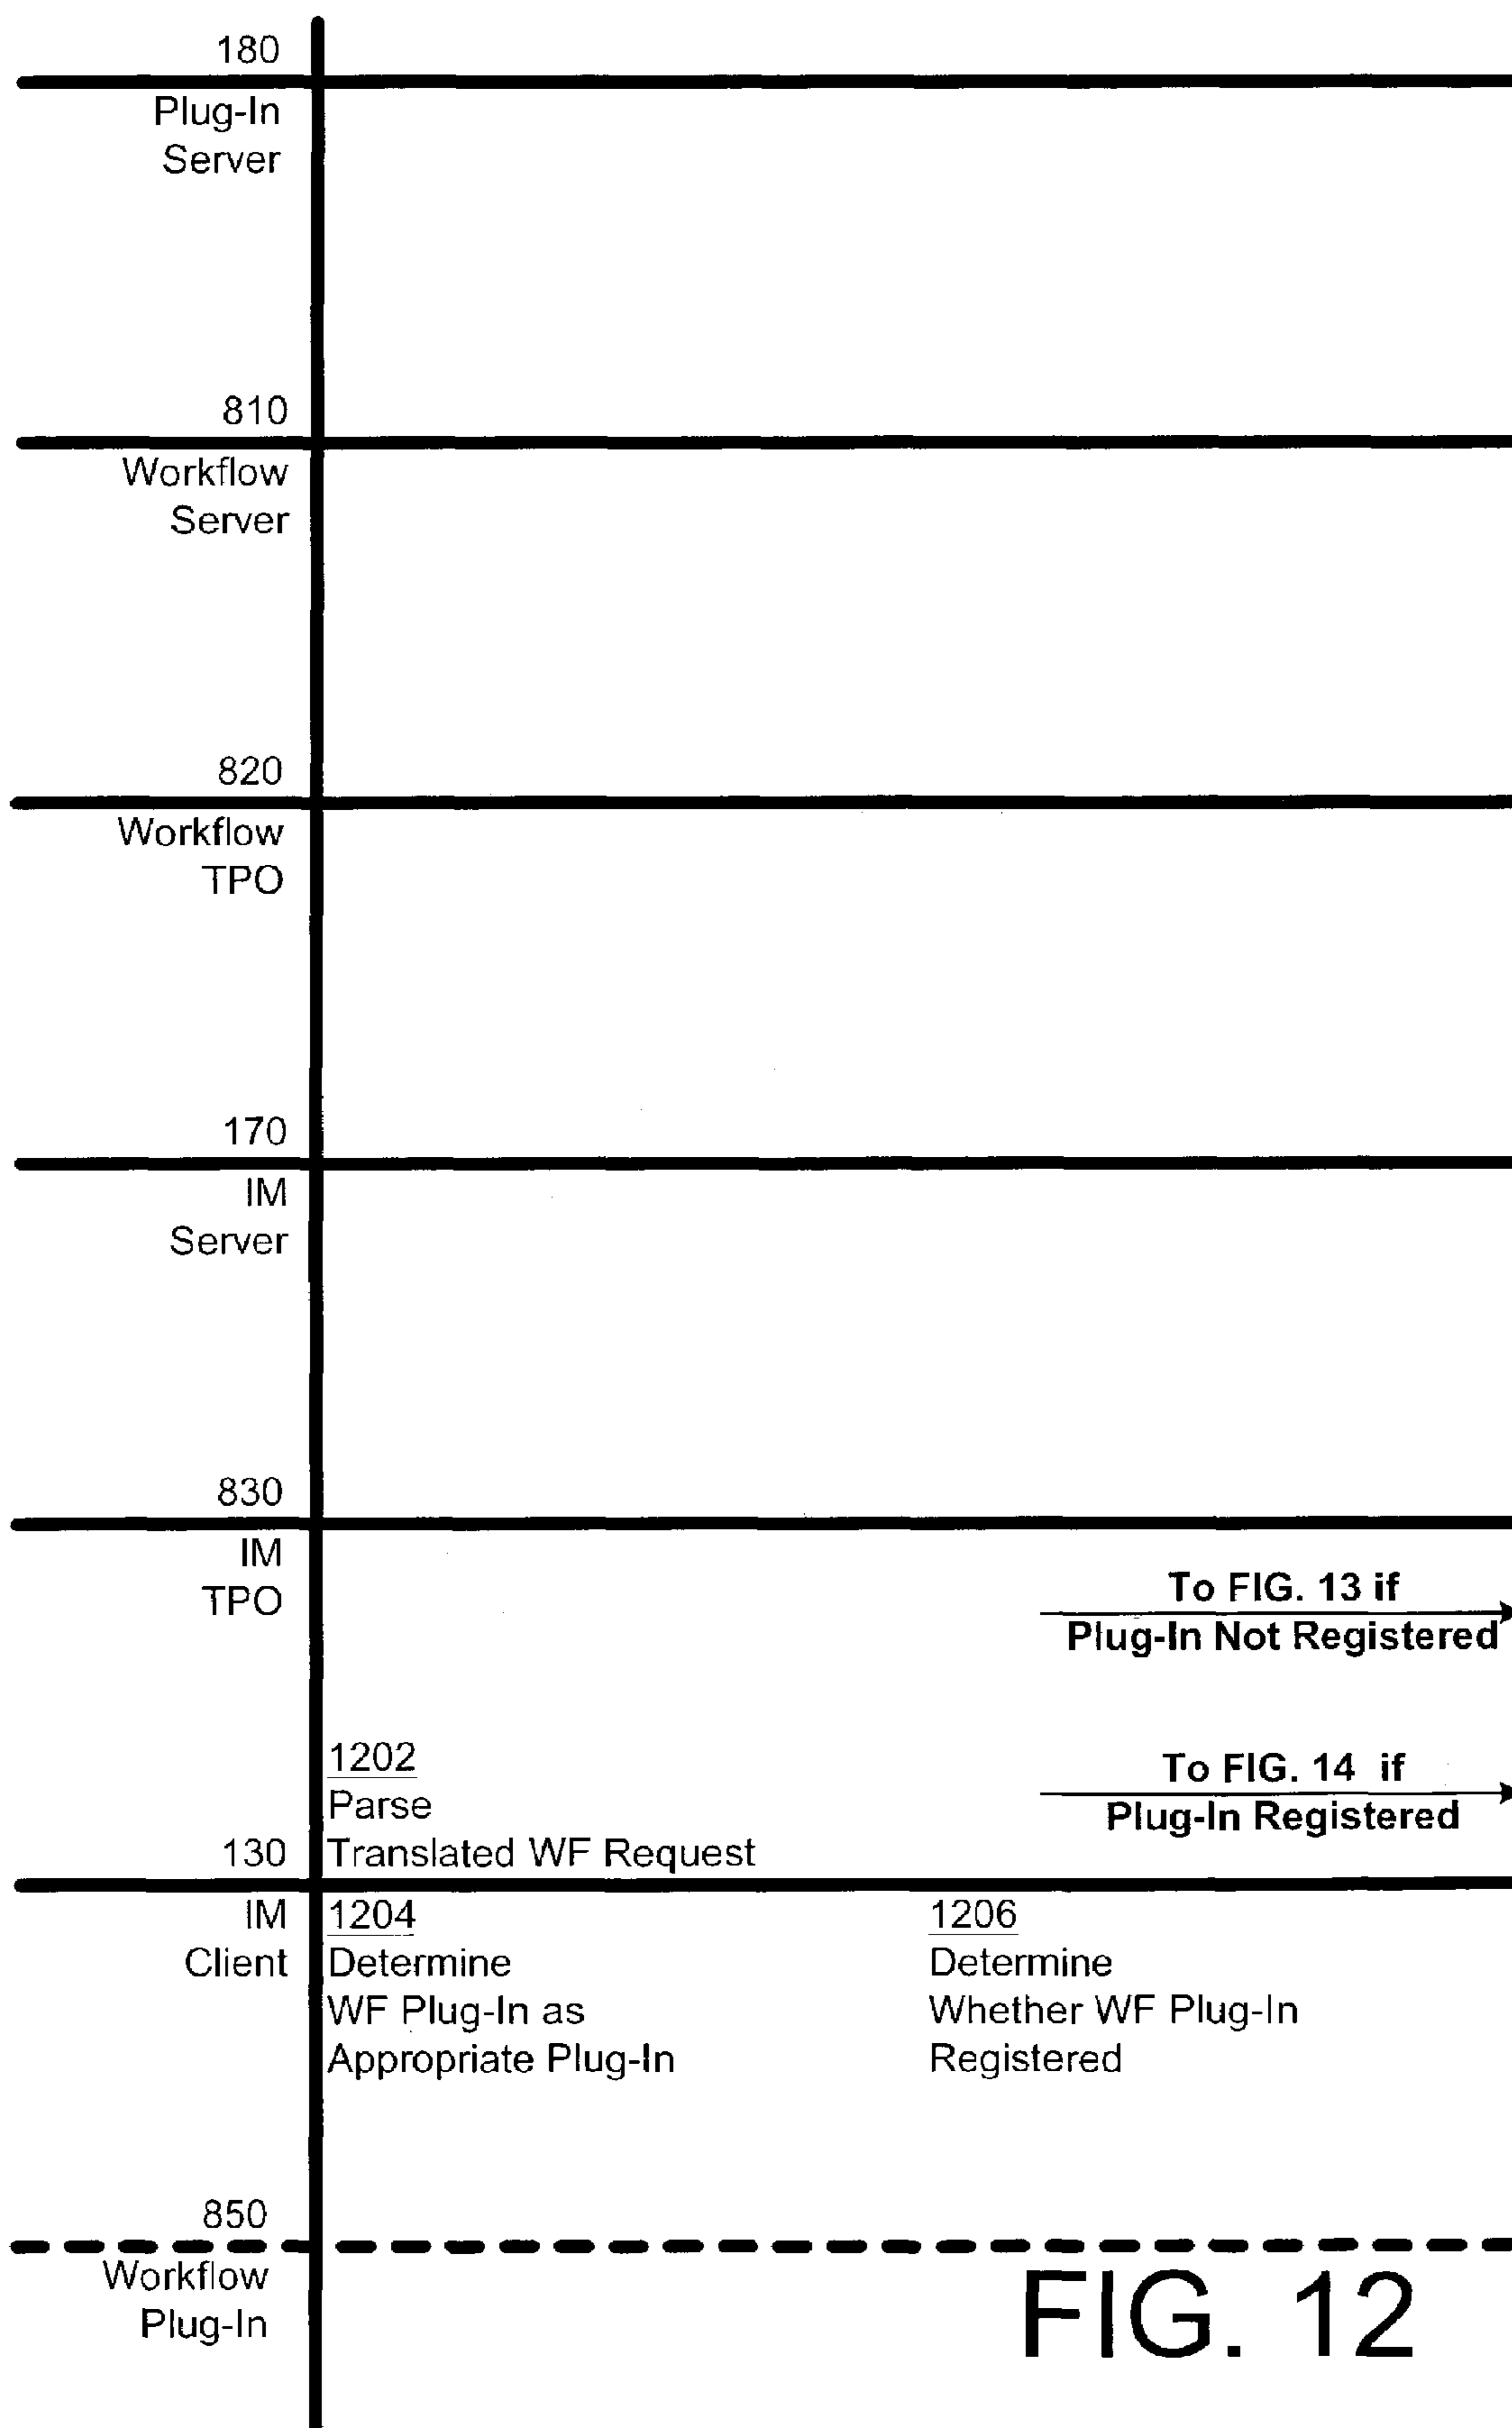 180
Plug-In
Server
810
Workflow
Server
820
Workflow
TPO
170
IM
Server
830
IM
TPO
To FIG. 13 if
Plug-In Not Registered
To FIG. 14 if
Plug-In Registered
1202
Parse
Translated WF Request
130
IM
Client
1204
Determine
WF Plug-In as
Appropriate Plug-In
1206
Determine
Whether WF Plug-In
Registered
850
Workflow
Plug-In
FIG. 12